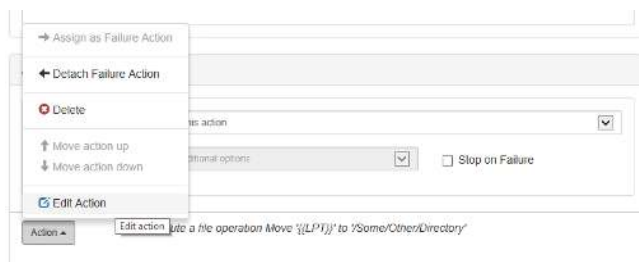 Assign as Failure Action
Detach Failure Action
Delete
his action
Move action up
ditional options
Stop on Failure
Move action down
Edit Action
Action
Edit action
ute a file operation Move '{{LPT}}' to '/Some/Other/Directory'